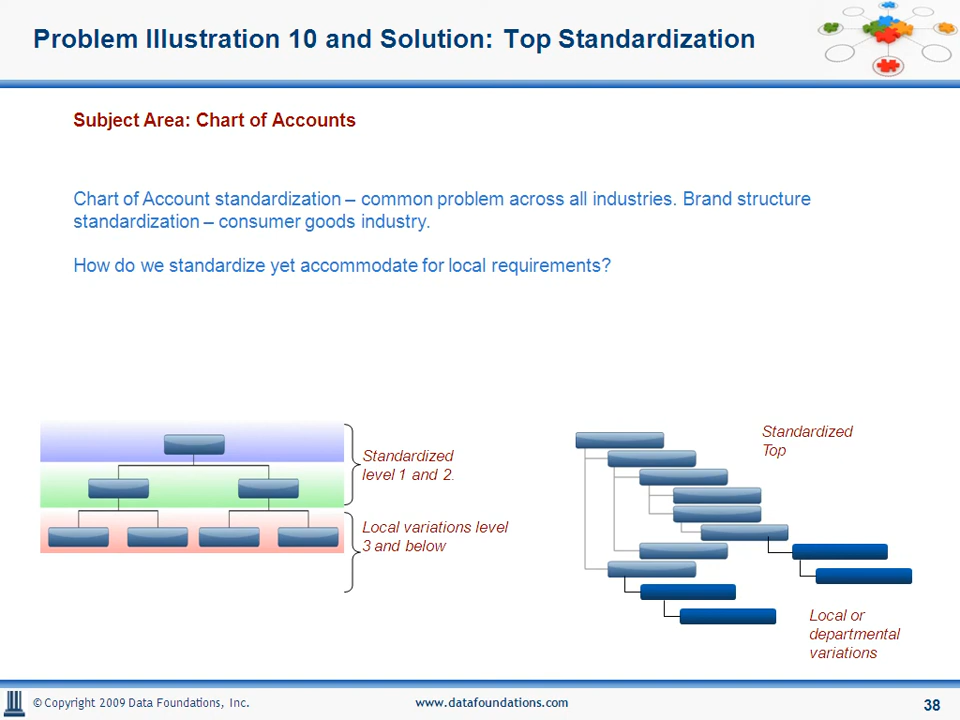 Problem Illustration 10 and Solution: Top Standardization
Subject Area: Chart of Accounts
Chart of Account standardization – common problem across all industries. Brand structure
standardization – consumer goods industry.
How do we standardize yet accommodate for local requirements?
Standardized
level 1 and 2.
Local variations level
3 and below
Standardized
Top
Local or
departmental
variations
© Copyright 2009 Data Foundations, Inc.
www.datafoundations.com
38